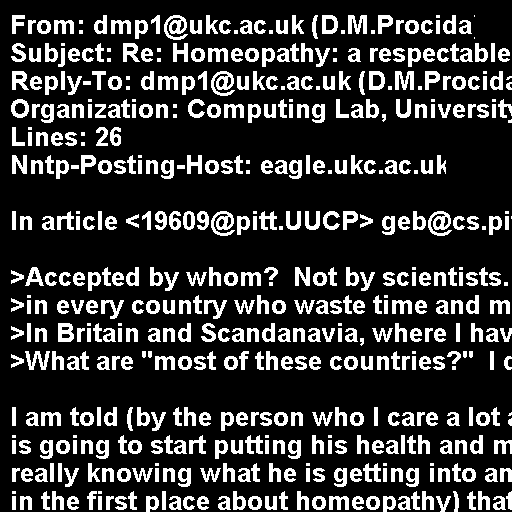 From: dmp1@ukc.ac.uk (D.M.Procida
Subject: Re: Homeopathy: a respectable
Reply-To: dmp1@ukc.ac.uk (D.M.Procida
Organization: Computing Lab, University
Lines: 26
Nntp-Posting-Host: eagle.ukc.ac.uk
In article <19609@pitt.UUCP> geb@cs.pi
>Accepted by whom?  Not by scientists.
>in every country who waste time and m
>In Britain and Scandanavia, where I hav
>What are "most of these countries?"  I
I am told (by the person who I care a lot
is going to start putting his health and m
really knowing what he is getting into an
in the first place about homeopathy) that